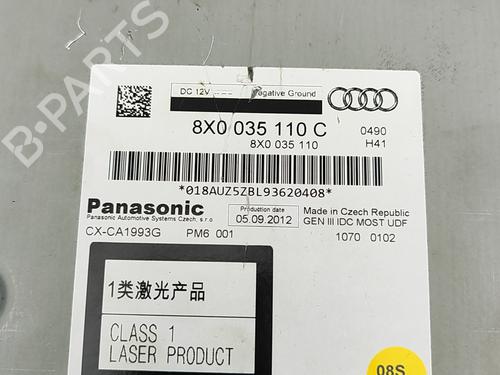 B-PARTS
DC 12V Negative Ground
8X0 035 110 C 0490
8X0 035 110 H41
*018AUZ5ZBL93620408*
Panasonic
Panasonic Automotive Systems Czech, s.r.o
Production date
05.09.2012
Made in Czech Republic
GEN III IDC MOST UDF
CX-CA1993G PM6 001 1070 0102
1类激光产品
CLASS 1
LASER PRODUCT
08S